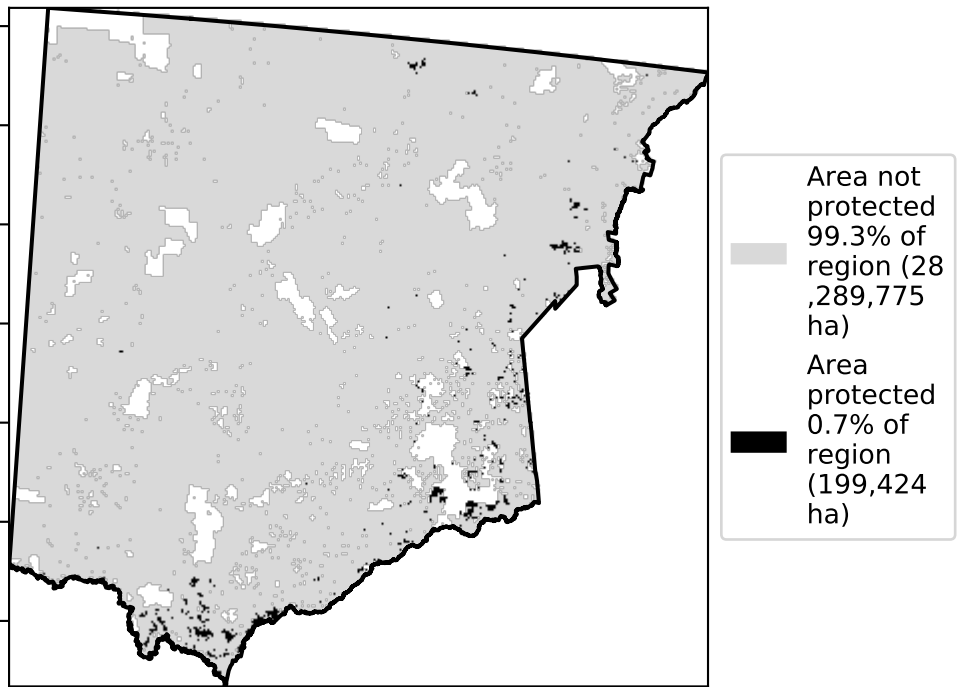 Area not
protected
99.3% of
region (28
,289,775
ha)
Area
protected
0.7% of
region
(199,424
ha)